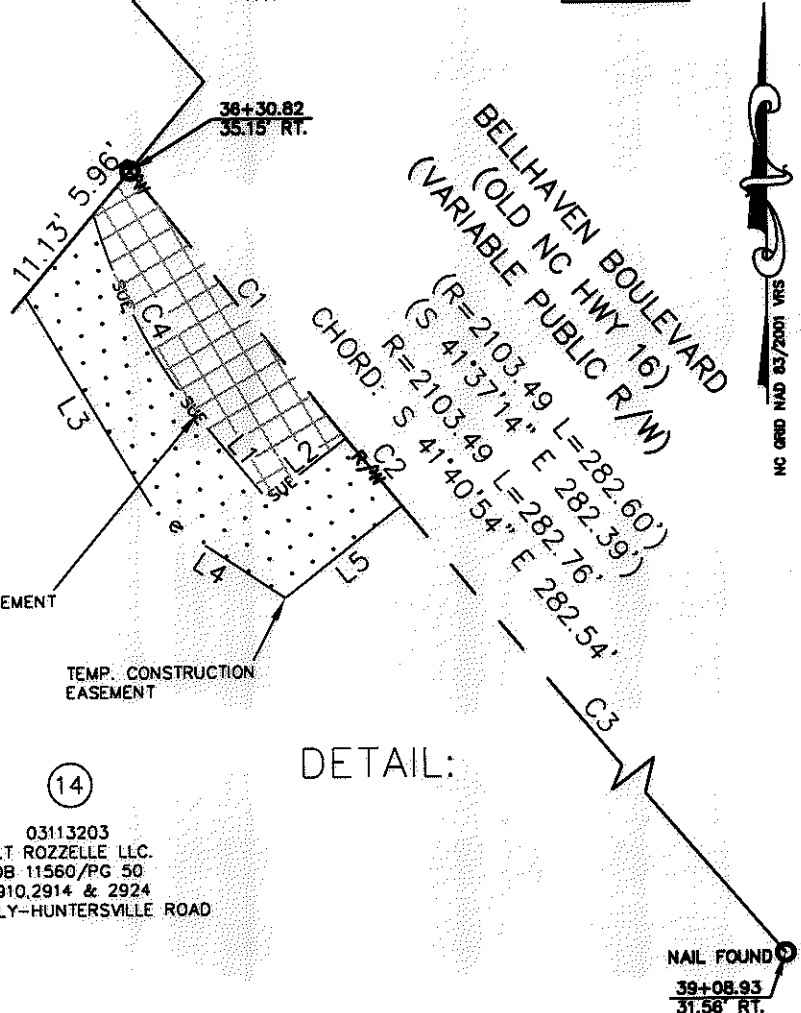 38+30.82
35.15' RT.
11.13' 5.96'
R/W
C1
SUE
C4
SUE
L3
L1
L2
SUE
C2
R/W
L4
L5
BELLHAVEN BOULEVARD
(OLD NC HWY 16)
(VARIABLE PUBLIC R/W)
(R=2103.49 L=282.60')
(S 41°37'14" E 282.39')
R=2103.49 L=282.76'
CHORD: S 41°40'54" E 282.54'
NC GRID NAD 83/2001 VRS
EMENT
TEMP. CONSTRUCTION
EASEMENT
C3
DETAIL:
14
03113203
T ROZZELLE LLC.
DB 11560/PG 50
910,2914 & 2924
LY-HUNTERSVILLE ROAD
NAIL FOUND
39+08.93
31.58' RT.